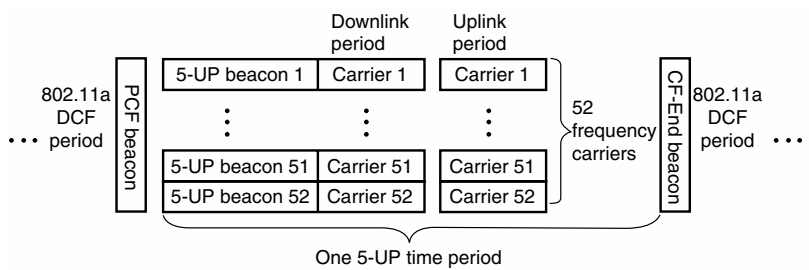 Downlink period
Uplink period
802.11a DCF period
PCF beacon
5-UP beacon 1
Carrier 1
Carrier 1
52 frequency carriers
CF-End beacon
802.11a DCF period
5-UP beacon 51
Carrier 51
Carrier 51
5-UP beacon 52
Carrier 52
Carrier 52
One 5-UP time period